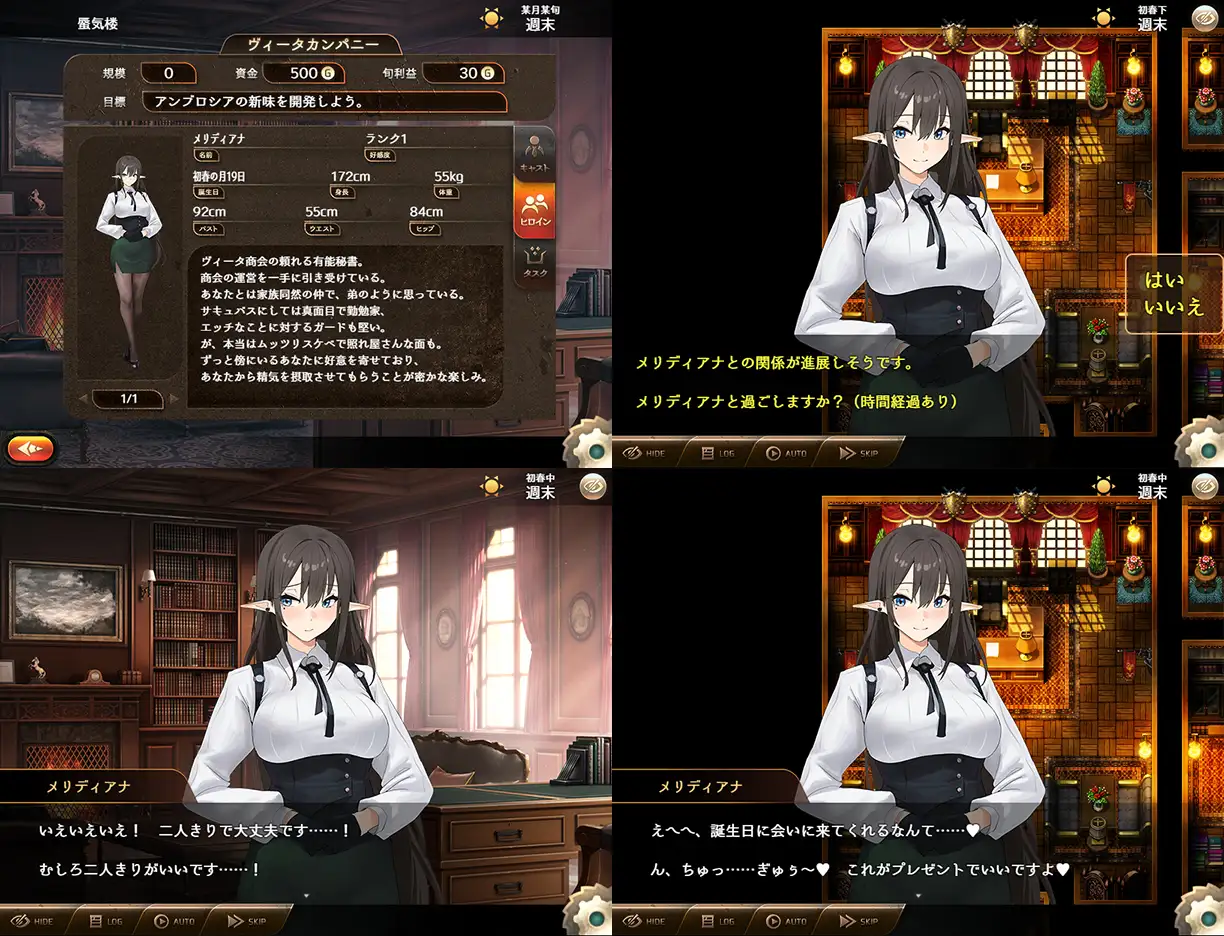 蜃気楼
某月某旬
週末
ヴィータカンパニー
規模 0 資金 500 G 旬利益 30 G
目標 アンブロシアの新味を開発しよう。
メリディアナ ランク1
名前 好感度
初春の月19日 172cm 55kg
誕生日 身長 体重
92cm 55cm 84cm
バスト ウエスト ヒップ
キャスト
ヒロイン
タスク
ヴィータ商会の頼れる有能秘書。
商会の運営を一手に引き受けている。
あなたとは家族同然の仲で、弟のように思っている。
サキュバスにしては真面目で勤勉家、
エッチなことに対するガードも堅い。
が、本当はムッツリスケベで照れ屋さんな面も。
ずっと傍にいるあなたに好意を寄せており、
あなたから精気を摂取させてもらうことが密かな楽しみ。
1/1
初春下
週末
はい
いいえ
メリディアナとの関係が進展しそうです。
メリディアナと過ごしますか？（時間経過あり）
HIDE LOG AUTO SKIP
初春中
週末
メリディアナ
いえいえいえ！　二人きりで大丈夫です……！
むしろ二人きりがいいです……！
HIDE LOG AUTO SKIP
初春中
週末
メリディアナ
えへへ、誕生日に会いに来てくれるなんて……♥
ん、ちゅっ……ぎゅぅ～♥　これがプレゼントでいいですよ♥
HIDE LOG AUTO SKIP